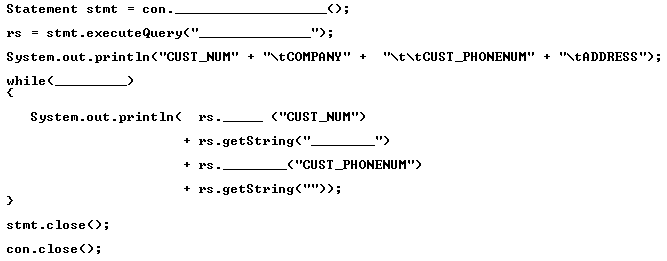 Statement stmt = con.___________________();
rs = stmt.executeQuery("______________");
System.out.println("CUST_NUM" + "\tCOMPANY" +  "\t\tCUST_PHONENUM" + "\tADDRESS");
while(_________)
{
System.out.println(  rs._____ ("CUST_NUM")
+ rs.getString("________")
+ rs.________("CUST_PHONENUM")
+ rs.getString(""));
}
stmt.close();
con.close();